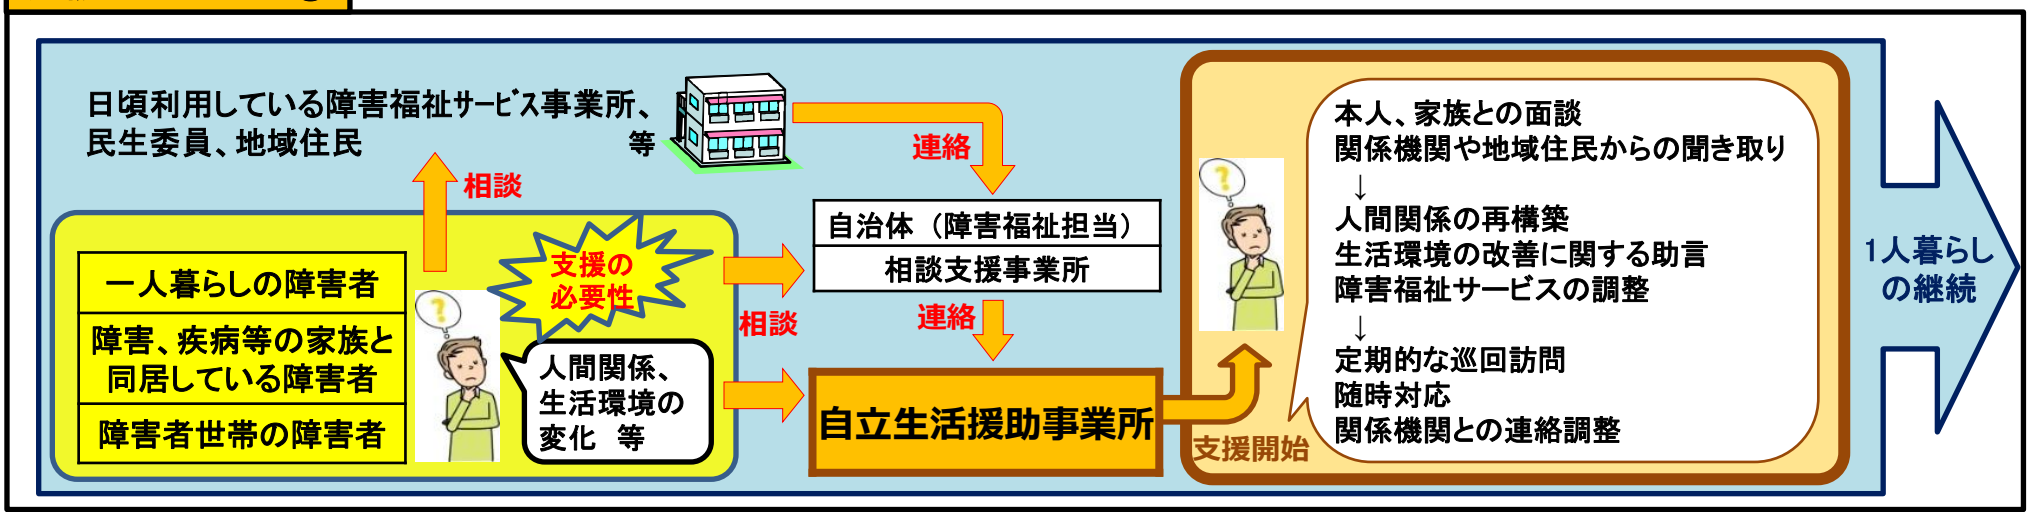 日頃利用している障害福祉サービス事業所、
民生委員、地域住民 等
相談
連絡
一人暮らしの障害者
障害、疾病等の家族と
同居している障害者
障害者世帯の障害者
?
支援の
必要性
人間関係、
生活環境の
変化 等
相談
自治体(障害福祉担当)
相談支援事業所
連絡
自立生活援助事業所
支援開始
?
本人、家族との面談
関係機関や地域住民からの聞き取り
↓
人間関係の再構築
生活環境の改善に関する助言
障害福祉サービスの調整
↓
定期的な巡回訪問
随時対応
関係機関との連絡調整
1人暮らし
の継続